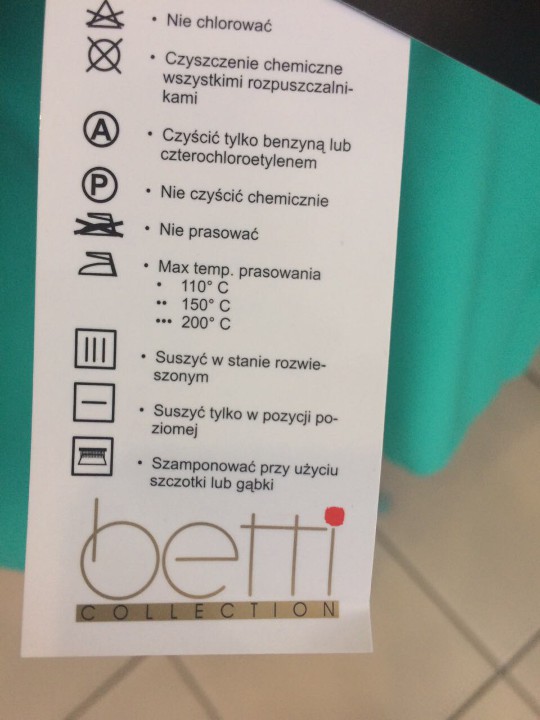 • Nie chlorować
• Czyszczenie chemiczne
wszystkimi rozpuszczalni-
kami
A • Czyścić tylko benzyną lub
czterochloroetylenem
P • Nie czyścić chemicznie
• Nie prasować
• Max temp. prasowania
• 110° C
•• 150° C
••• 200° C
• Suszyć w stanie rozwie-
szonym
• Suszyć tylko w pozycji po-
ziomej
• Szamponować przy użyciu
szczotki lub gąbki
betti
COLLECTION